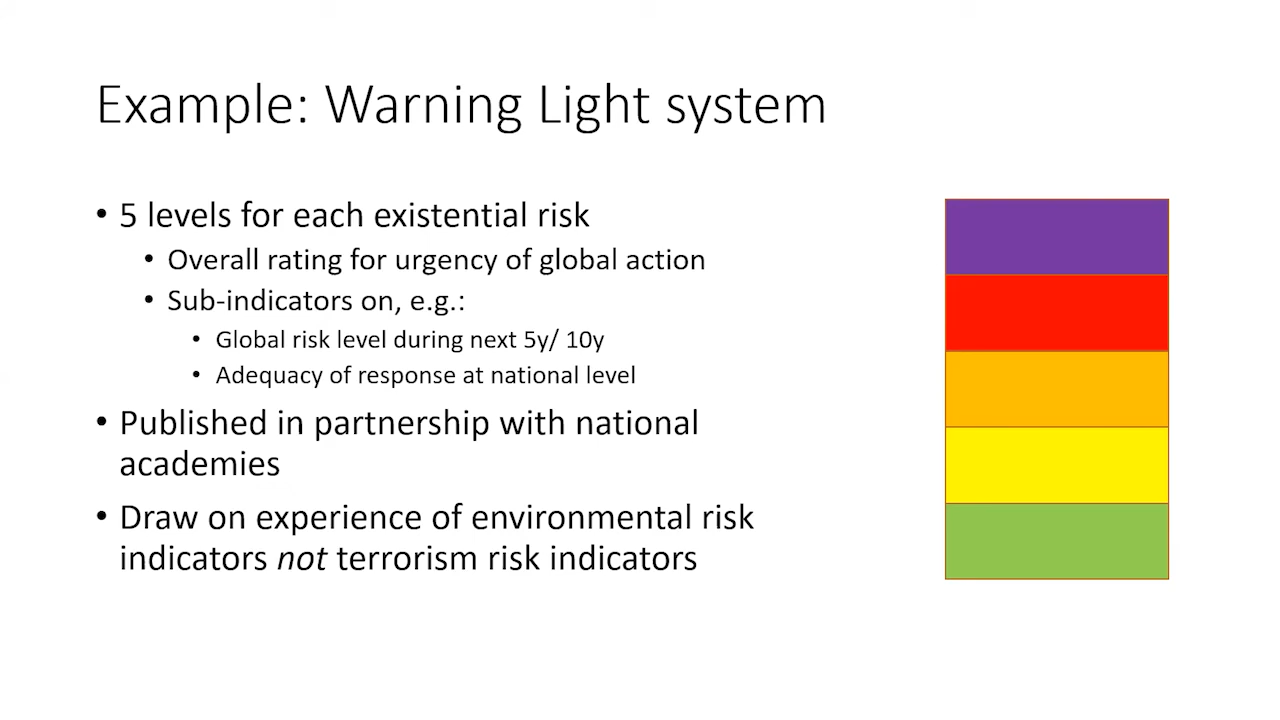 Example: Warning Light system
• 5 levels for each existential risk
• Overall rating for urgency of global action
• Sub-indicators on, e.g.:
• Global risk level during next 5y/ 10y
• Adequacy of response at national level
• Published in partnership with national
academies
• Draw on experience of environmental risk
indicators not terrorism risk indicators